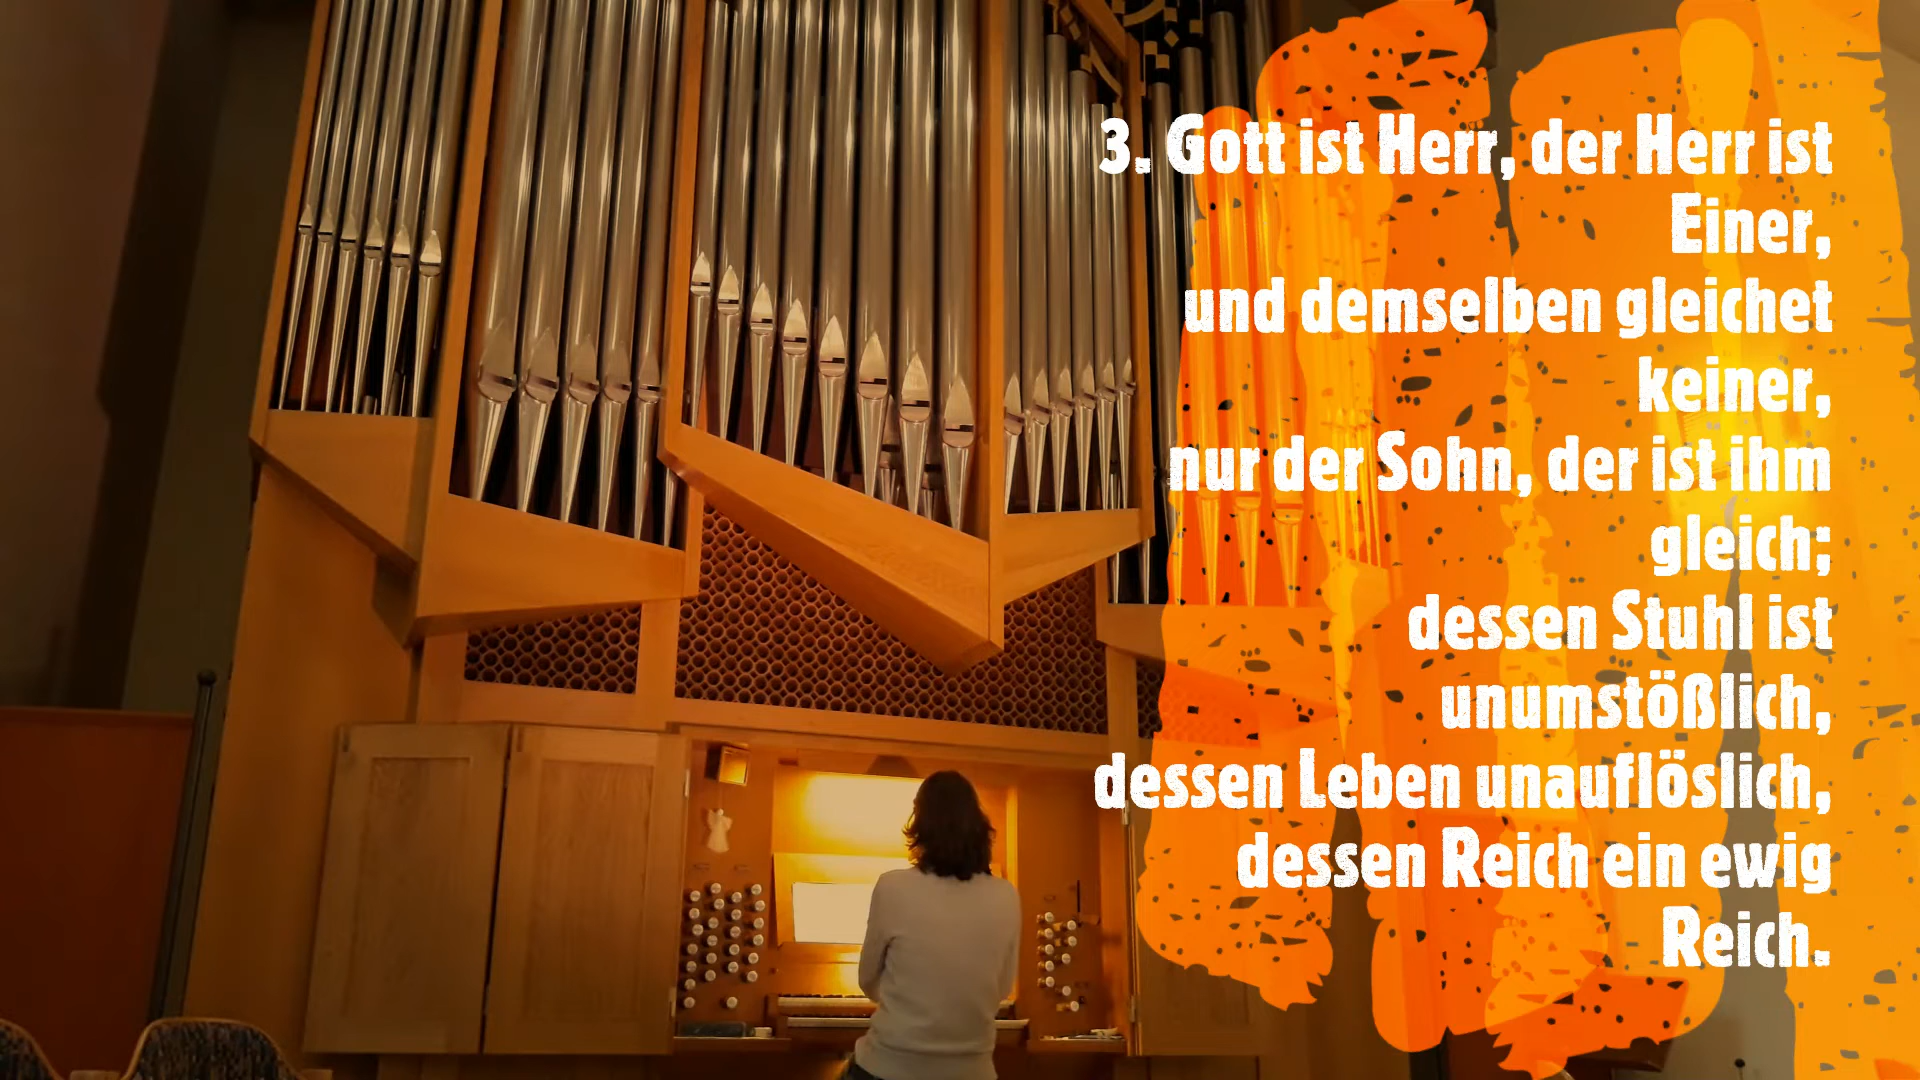 3. Gott ist Herr, der Herr ist
Einer,
und demselben gleichet
keiner,
nur der Sohn, der ist ihm
gleich;
dessen Stuhl ist
unumstößlich,
dessen Leben unauflöslich,
dessen Reich ein ewig
Reich.